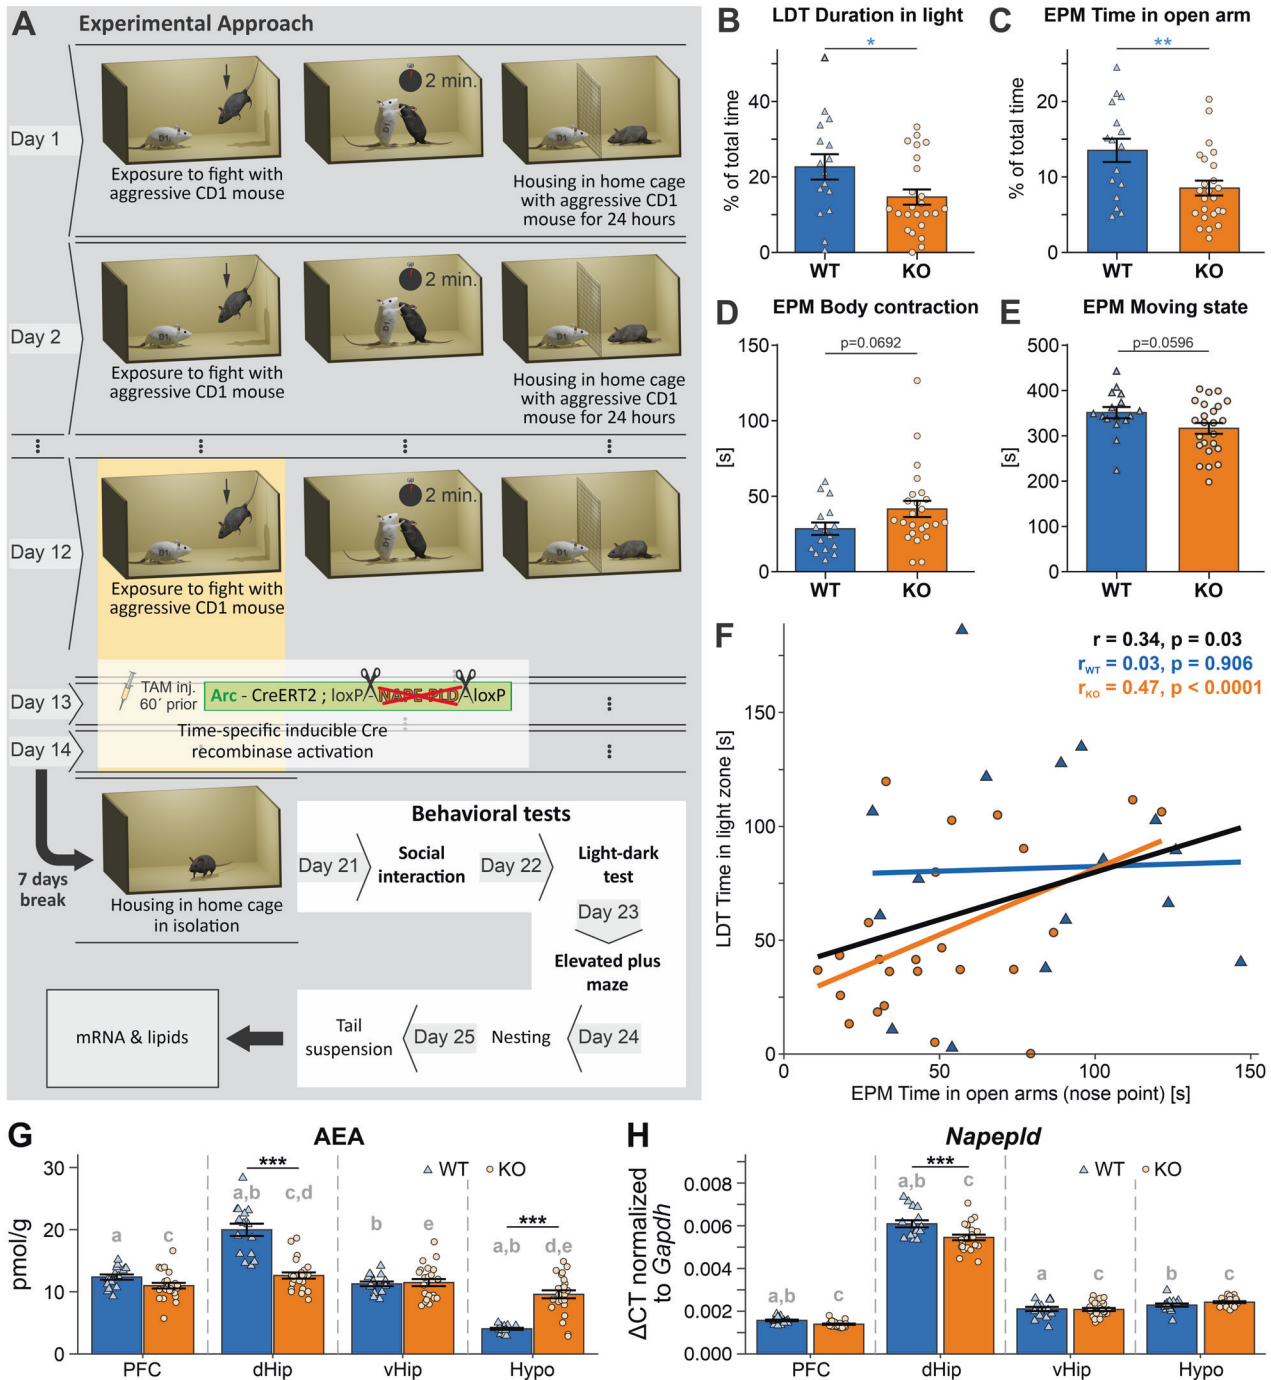 A Experimental Approach
Day 1
D1
2 min.
D1
D1
Exposure to fight with
aggressive CD1 mouse
Housing in home cage
with aggressive CD1
mouse for 24 hours
Day 2
D1
2 min.
D1
D1
Exposure to fight with
aggressive CD1 mouse
Housing in home cage
with aggressive CD1
mouse for 24 hours
Day 12
D1
2 min.
D1
D1
Exposure to fight with
aggressive CD1 mouse
Day 13
TAM inj.
60´ prior
Arc - CreERT2 ; loxP - NAPE-PLD -loxP
Day 14
Time-specific inducible Cre
recombinase activation
7 days
break
Housing in home cage
in isolation
Behavioral tests
Day 21
Social
interaction
Day 22
Light-dark
test
Day 23
Elevated plus
maze
Day 24
Nesting
Day 25
Tail
suspension
mRNA & lipids
B LDT Duration in light
*
% of total time
40
20
0
WT KO
C EPM Time in open arm
**
% of total time
20
10
0
WT KO
D EPM Body contraction
p=0.0692
[s]
150
100
50
0
WT KO
E EPM Moving state
p=0.0596
[s]
500
400
300
200
100
0
WT KO
F
r = 0.34, p = 0.03
rWT = 0.03, p = 0.906
rKO = 0.47, p < 0.0001
LDT Time in light zone [s]
150
100
50
0
0 50 100 150
EPM Time in open arms (nose point) [s]
G AEA
WT KO
pmol/g
30
20
10
0
a c
*** a,b c,d
b e
*** a,b d,e
PFC dHip vHip Hypo
H Napepld
WT KO
ΔCT normalized
to Gapdh
0.008
0.006
0.004
0.002
0.000
a,b c
*** a,b c
a c
b c
PFC dHip vHip Hypo